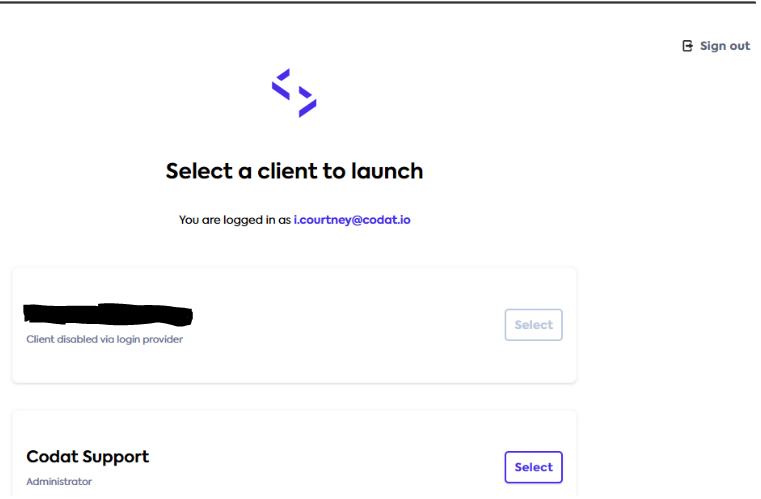 Sign out
Select a client to launch
You are logged in as i.courtney@codat.io
Client disabled via login provider
Select
Codat Support
Administrator
Select